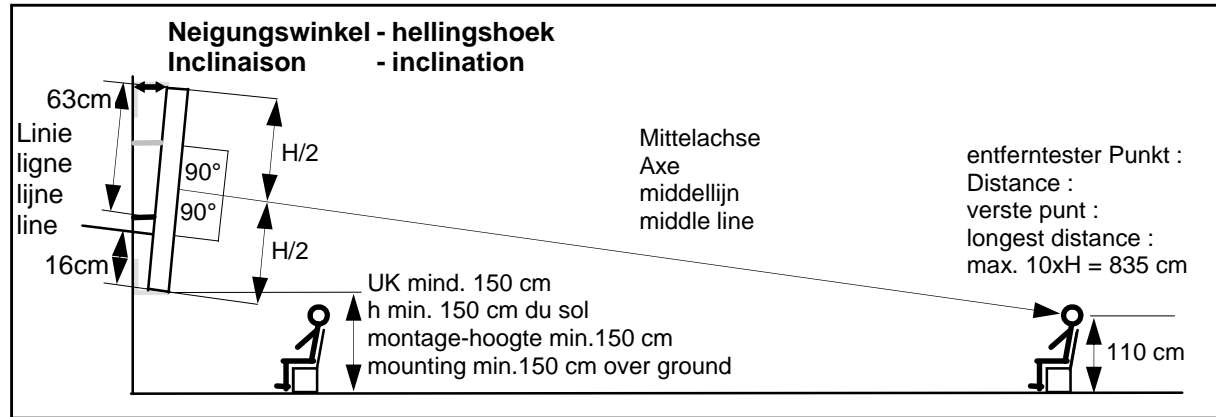 Neigungswinkel - hellingshoek
Inclinaison - inclination
63cm
Linie
ligne
lijne
line
16cm
H/2
90°
90°
H/2
Mittelachse
Axe
middellijn
middle line
entferntester Punkt :
Distance :
verste punt :
longest distance :
max. 10xH = 835 cm
UK mind. 150 cm
h min. 150 cm du sol
montage-hoogte min.150 cm
mounting min.150 cm over ground
110 cm